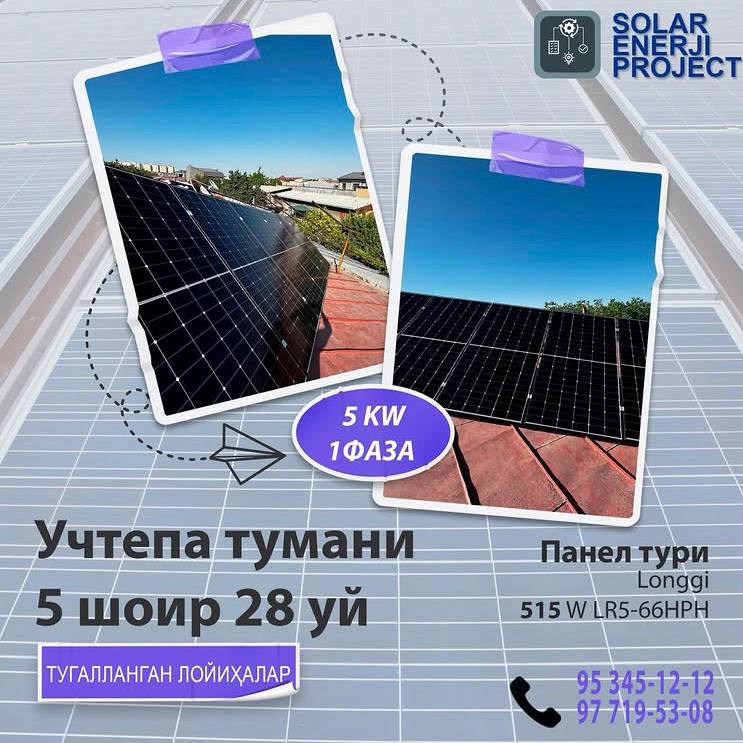 SOLAR
ENERJI
PROJECT
5 KW
1ФАЗА
Учтепа тумани
5 шоир 28 уй
ТУГАЛЛАНГАН ЛОЙИҲАЛАР
Панел тури
Longgi
515 W LR5-66HPH
95 345-12-12
97 719-53-08